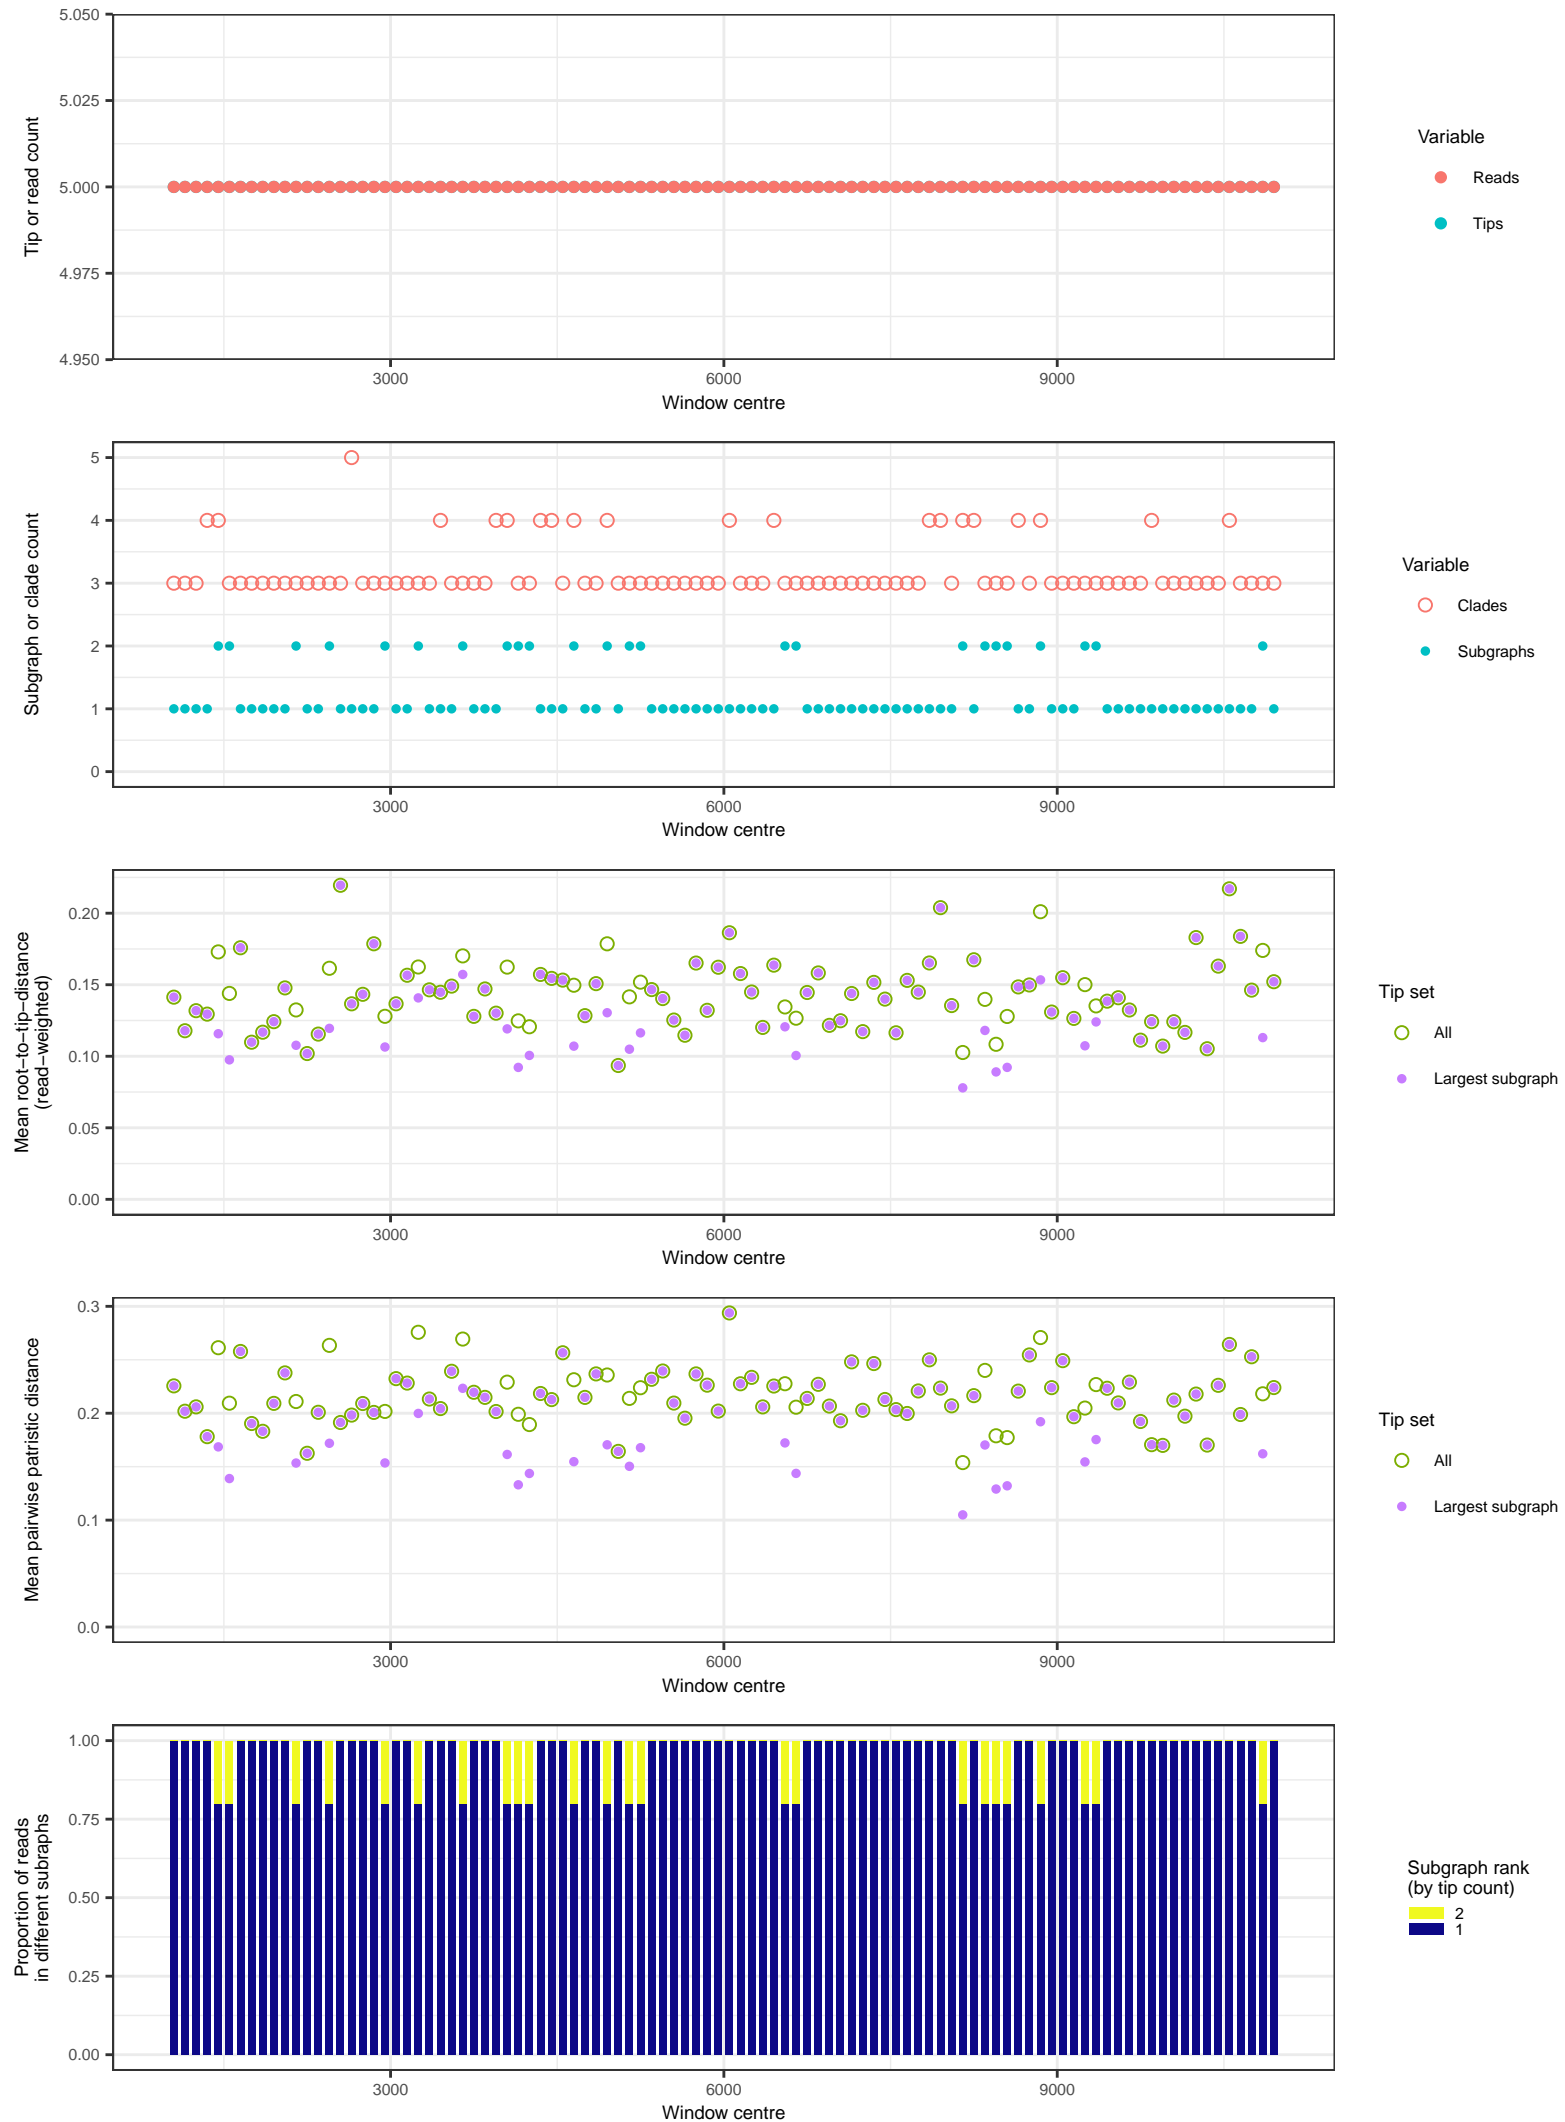 5.050
5.025
5.000
4.975
4.950
Tip or read count
3000
6000
9000
Window centre
Variable
Reads
Tips
5
4
3
2
1
0
Subgraph or clade count
3000
6000
9000
Window centre
Variable
Clades
Subgraphs
0.20
0.15
0.10
0.05
0.00
Mean root−to−tip−distance
(read−weighted)
3000
6000
9000
Window centre
Tip set
All
Largest subgraph
0.3
0.2
0.1
0.0
Mean pairwise patristic distance
3000
6000
9000
Window centre
Tip set
All
Largest subgraph
1.00
0.75
0.50
0.25
0.00
Proportion of reads
in different subraphs
3000
6000
9000
Window centre
Subgraph rank
(by tip count)
2
1